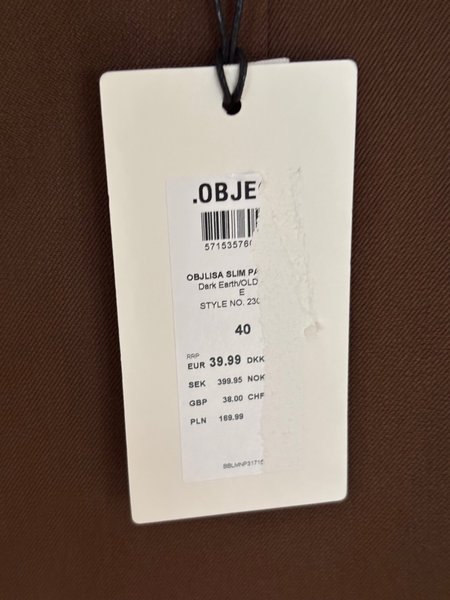 .OBJE
5715357
OBJLISA SLIM PA
Dark Earth/OLD
E
STYLE NO. 230
40
RRP
EUR 39.99 DKK
SEK 399.95 NOK
GBP 38.00 CHF
PLN 169.99
BBLMNP31716